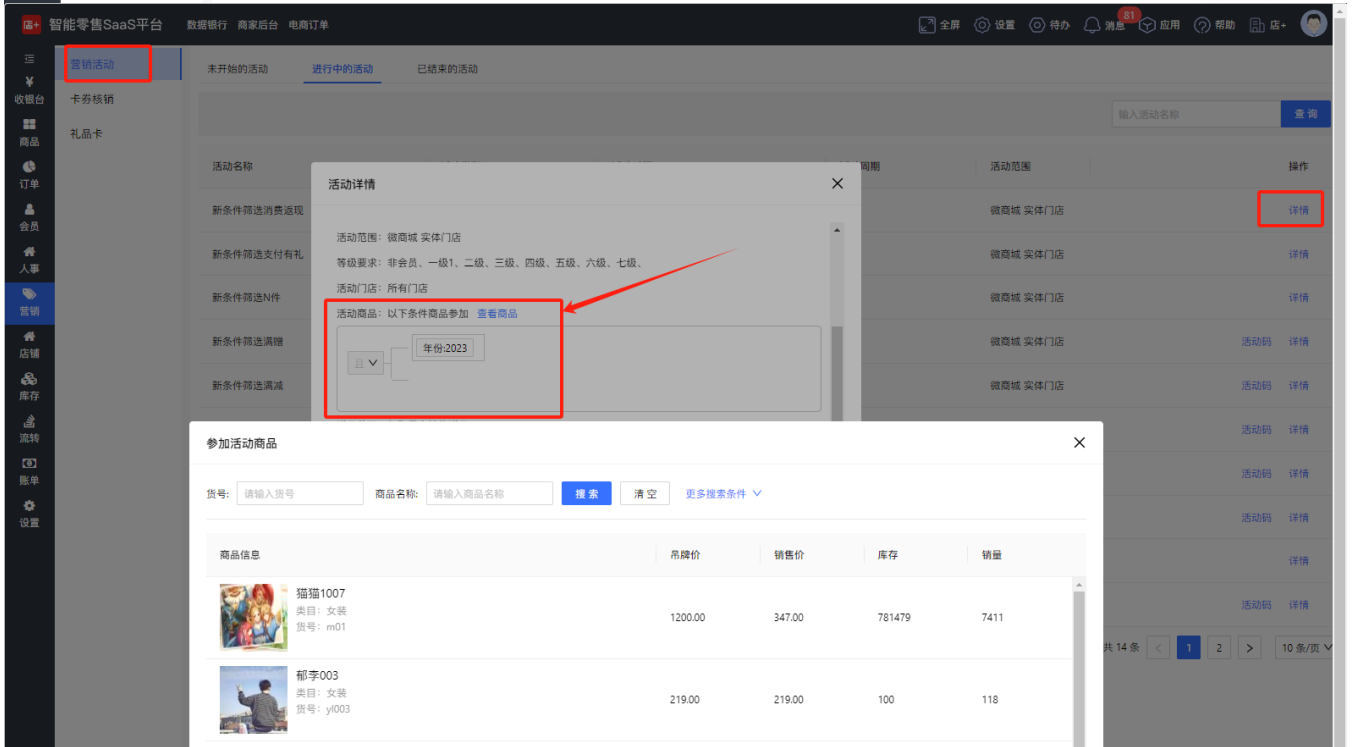 店+ 智能零售SaaS平台 数据银行 商家后台 电商订单 全屏 设置 待办 消息 81 应用 帮助 店+
收银台
商品
订单
会员
人事
营销
店铺
库存
流转
账单
设置
营销活动
卡券核销
礼品卡
未开始的活动 进行中的活动 已结束的活动
输入活动名称 查 询
活动名称 周期 活动范围 操作
新条件筛选消费返现 微商城 实体门店 详情
新条件筛选支付有礼 微商城 实体门店 详情
新条件筛选N件 微商城 实体门店 详情
新条件筛选满赠 微商城 实体门店 活动码 详情
新条件筛选满减 微商城 实体门店 活动码 详情
活动码 详情
活动码 详情
活动码 详情
详情
活动码 详情
共 14 条 < 1 2 > 10 条/页
活动详情
活动范围：微商城 实体门店
等级要求：非会员、一级1、二级、三级、四级、五级、六级、七级、
活动门店：所有门店
活动商品：以下条件商品参加 查看商品
且 年份:2023
参加活动商品
货号: 请输入货号 商品名称: 请输入商品名称 搜 索 清 空 更多搜索条件
商品信息 吊牌价 销售价 库存 销量
猫猫1007
类目：女装
货号：m01
1200.00 347.00 781479 7411
郁李003
类目：女装
货号：yl003
219.00 219.00 100 118